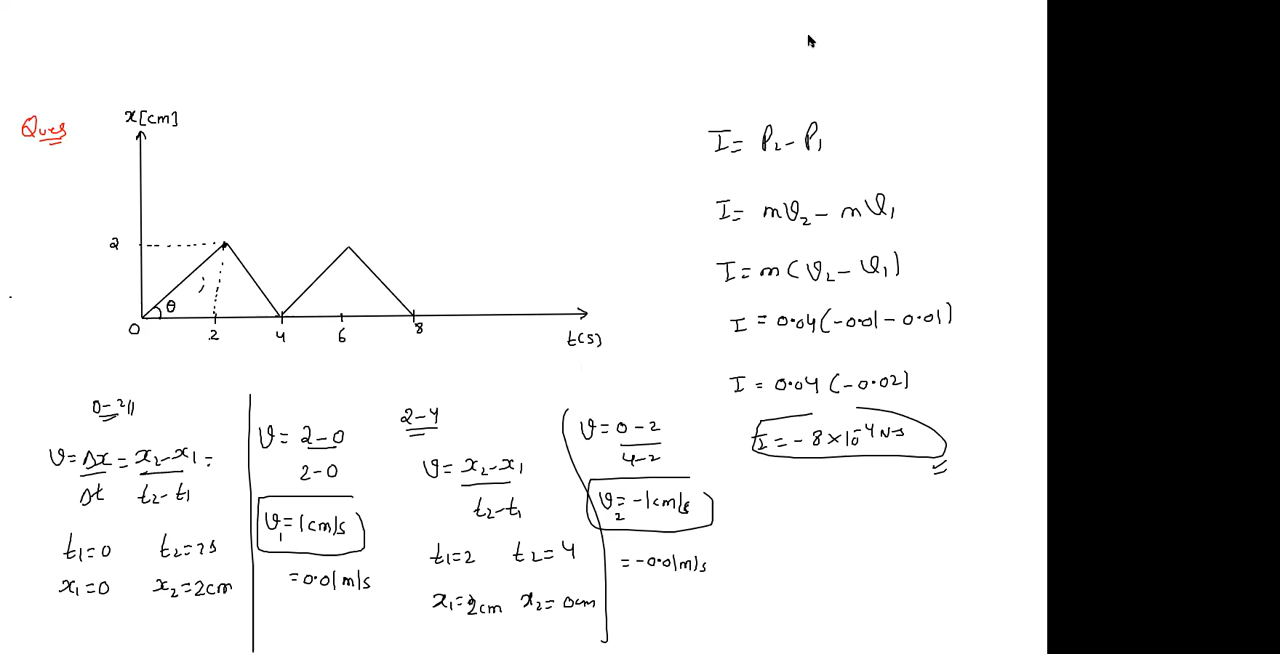 Ques
x[cm]
2
θ
0 2 4 6 8
t(s)
0-2||
v = Δx = x₂-x₁ =
Δt t₂-t₁
t₁=0 t₂=2s
x₁=0 x₂=2cm
v = 2-0
2-0
v₁=1cm/s
=0.01m/s
2-4
v = x₂-x₁
t₂-t₁
t₁=2 t₂=4
x₁=2cm x₂=0cm
v = 0-2
4-2
v₂=-1cm/s
=-0.01m/s
I= P₂-P₁
I= mv₂-mv₁
I=m(v₂-v₁)
I = 0.04(-0.01-0.01)
I = 0.04(-0.02)
I = -8×10⁻⁴ NS